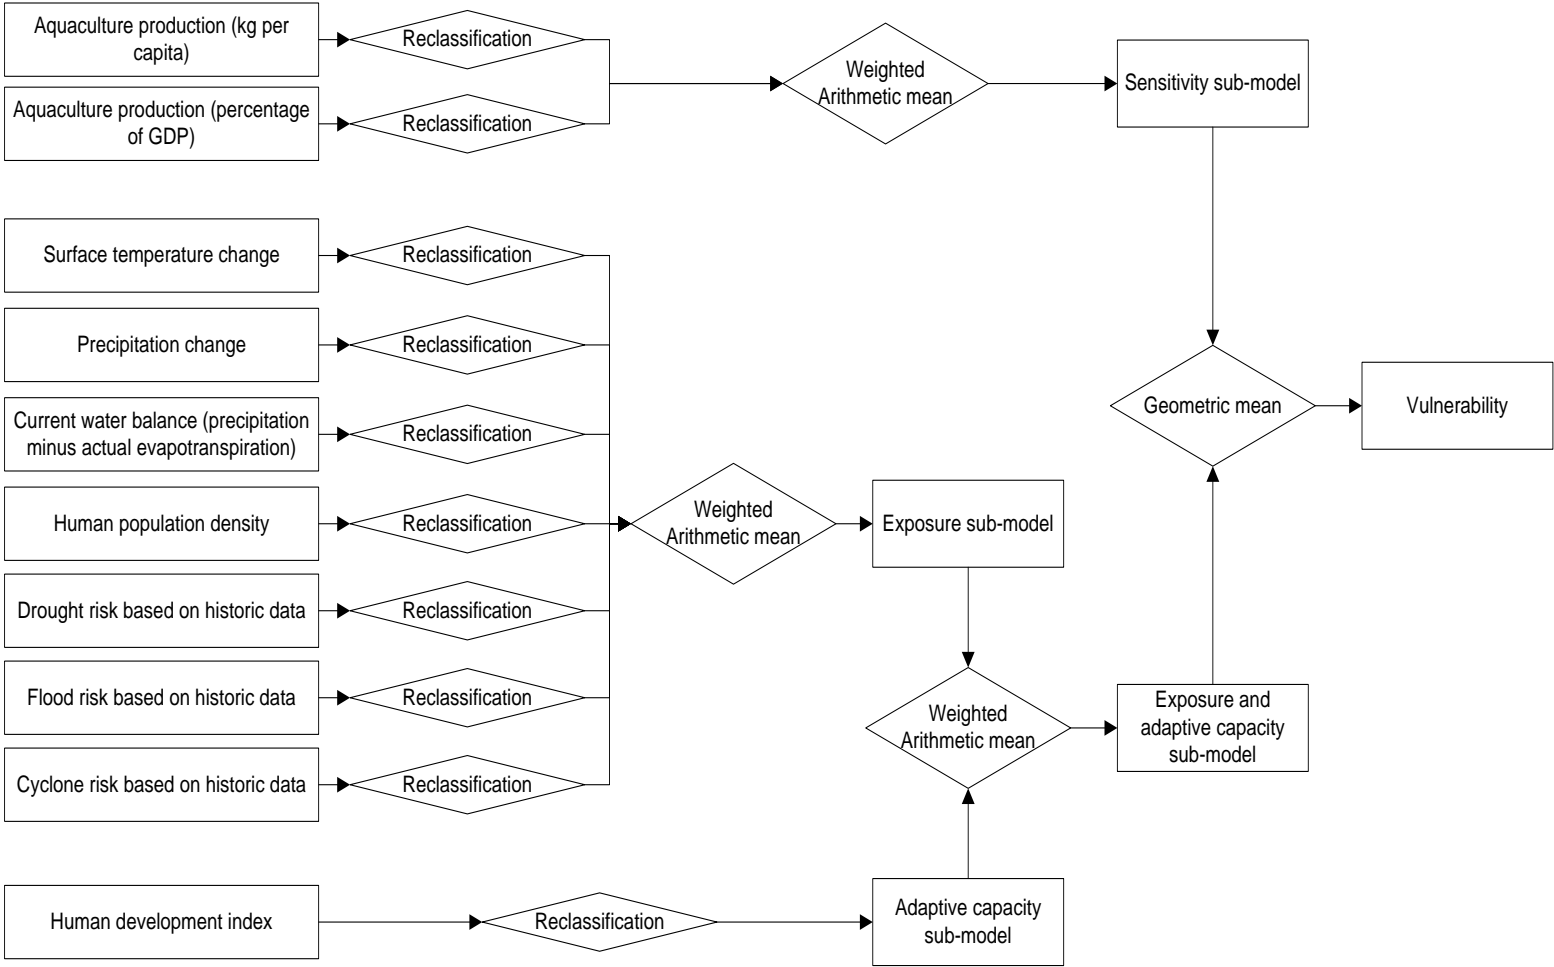 Aquaculture production (kg per
capita)
Reclassification
Aquaculture production (percentage
of GDP)
Reclassification
Weighted
Arithmetic mean
Sensitivity sub-model
Surface temperature change
Reclassification
Precipitation change
Reclassification
Current water balance (precipitation
minus actual evapotranspiration)
Reclassification
Human population density
Reclassification
Drought risk based on historic data
Reclassification
Flood risk based on historic data
Reclassification
Cyclone risk based on historic data
Reclassification
Weighted
Arithmetic mean
Exposure sub-model
Human development index
Reclassification
Adaptive capacity
sub-model
Weighted
Arithmetic mean
Exposure and
adaptive capacity
sub-model
Geometric mean
Vulnerability